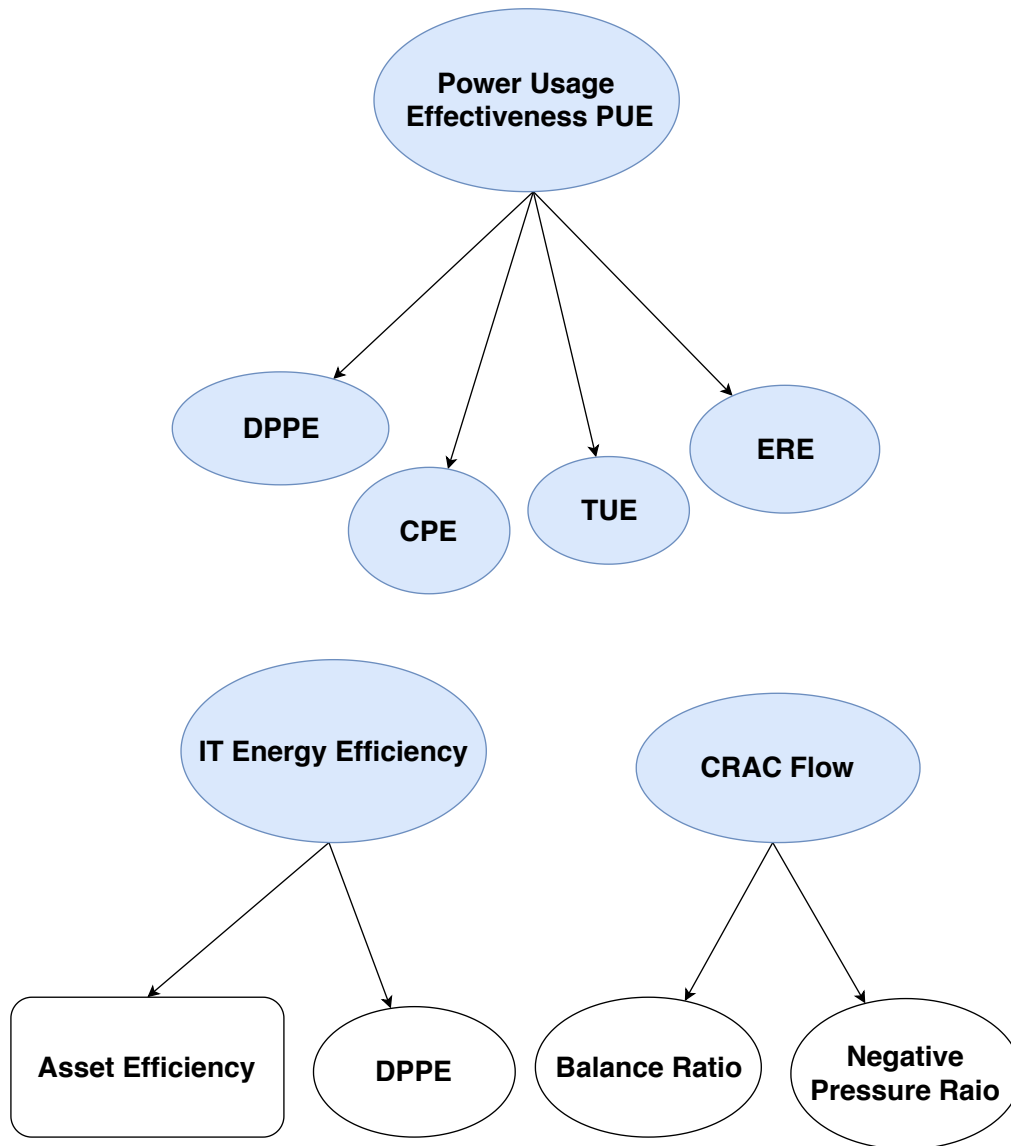 Power Usage
Effectiveness PUE
DPPE
ERE
CPE
TUE
IT Energy Efficiency
CRAC Flow
Asset Efficiency
DPPE
Balance Ratio
Negative
Pressure Raio